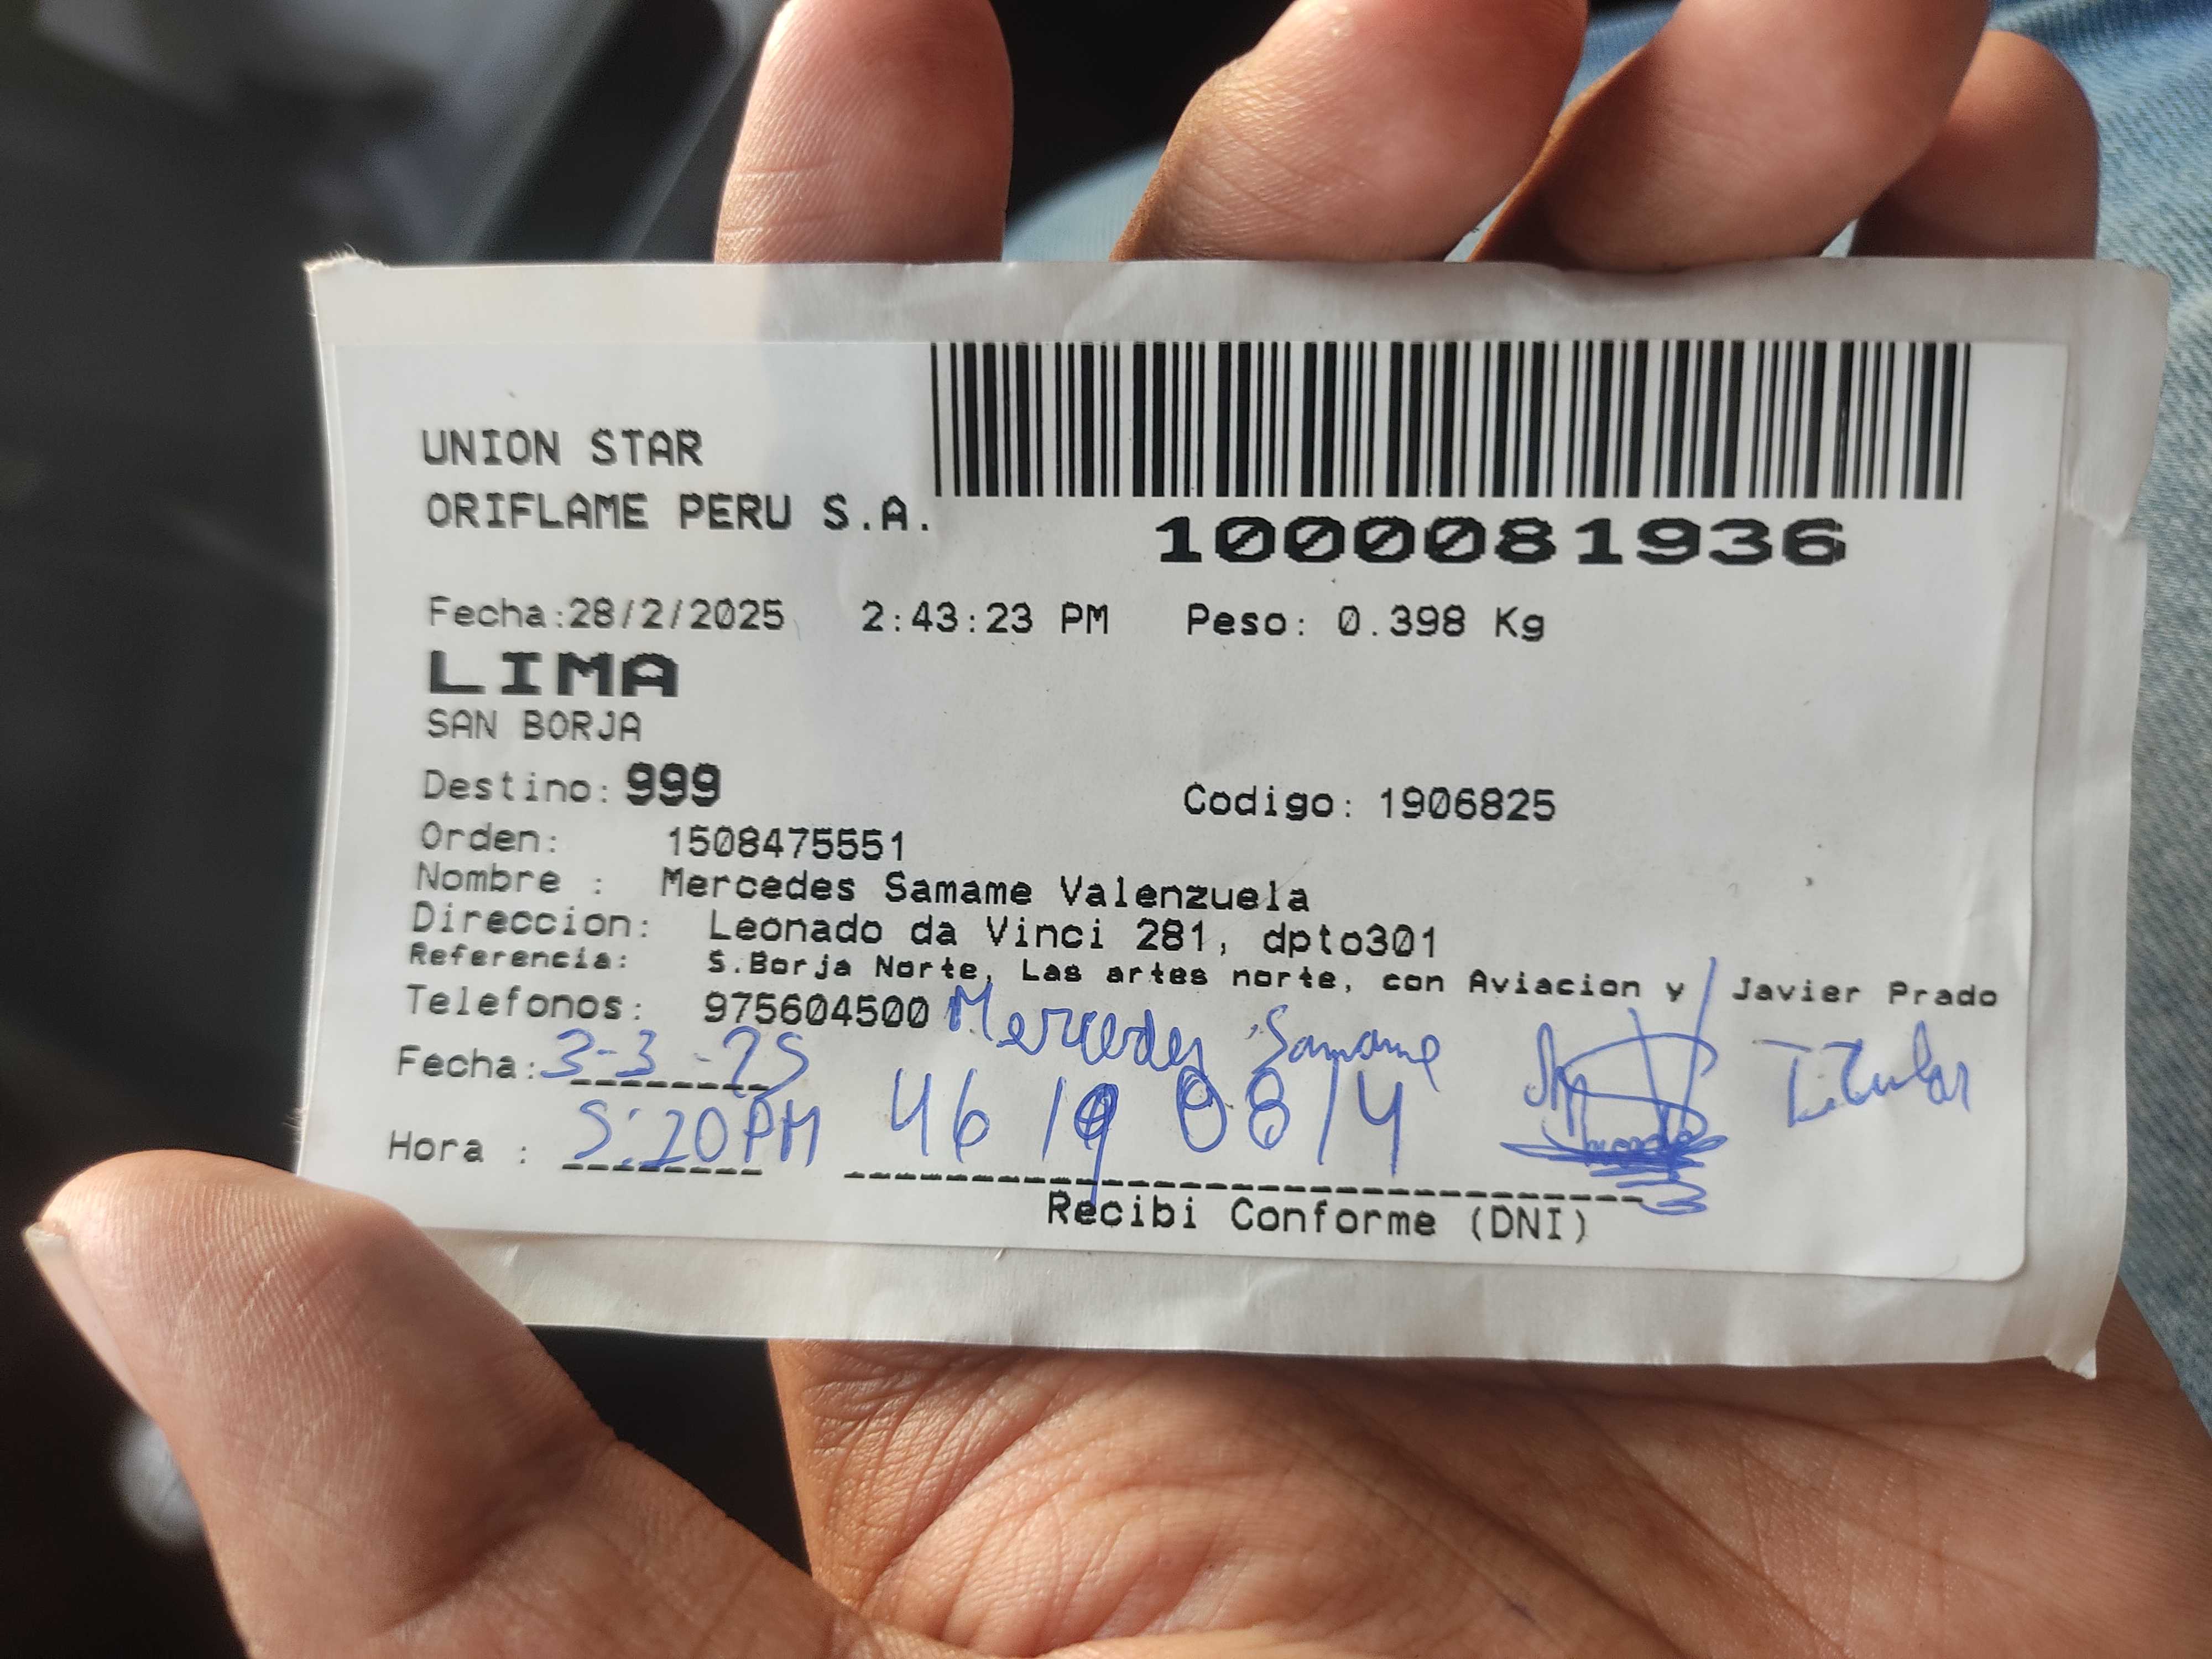 UNION STAR
ORIFLAME PERU S.A.
1000081936
Fecha:28/2/2025 2:43:23 PM Peso: 0.398 Kg
LIMA
SAN BORJA
Destino: 999 Codigo: 1906825
Orden: 1508475551
Nombre : Mercedes Samame Valenzuela
Direccion: Leonado da Vinci 281, dpto301
Referencia: S.Borja Norte, Las artes norte, con Aviacion y Javier Prado
Telefonos: 975604500 Mercedes Samame
Fecha: 3-3-25 Titular
Hora : 5:20PM
Recibi Conforme (DNI)